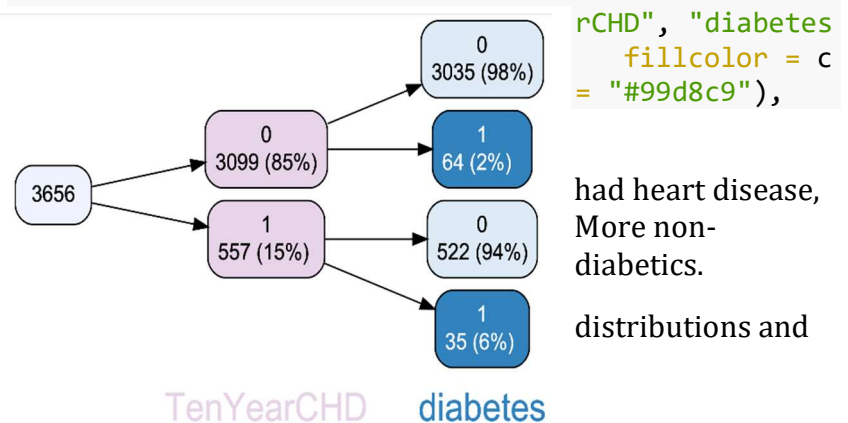 rCHD", "diabetes
fillcolor = c
= "#99d8c9"),
0
3035 (98%)
0
3099 (85%)
1
64 (2%)
3656
1
557 (15%)
0
522 (94%)
1
35 (6%)
TenYearCHD diabetes
had heart disease,
More non-
diabetics.
distributions and